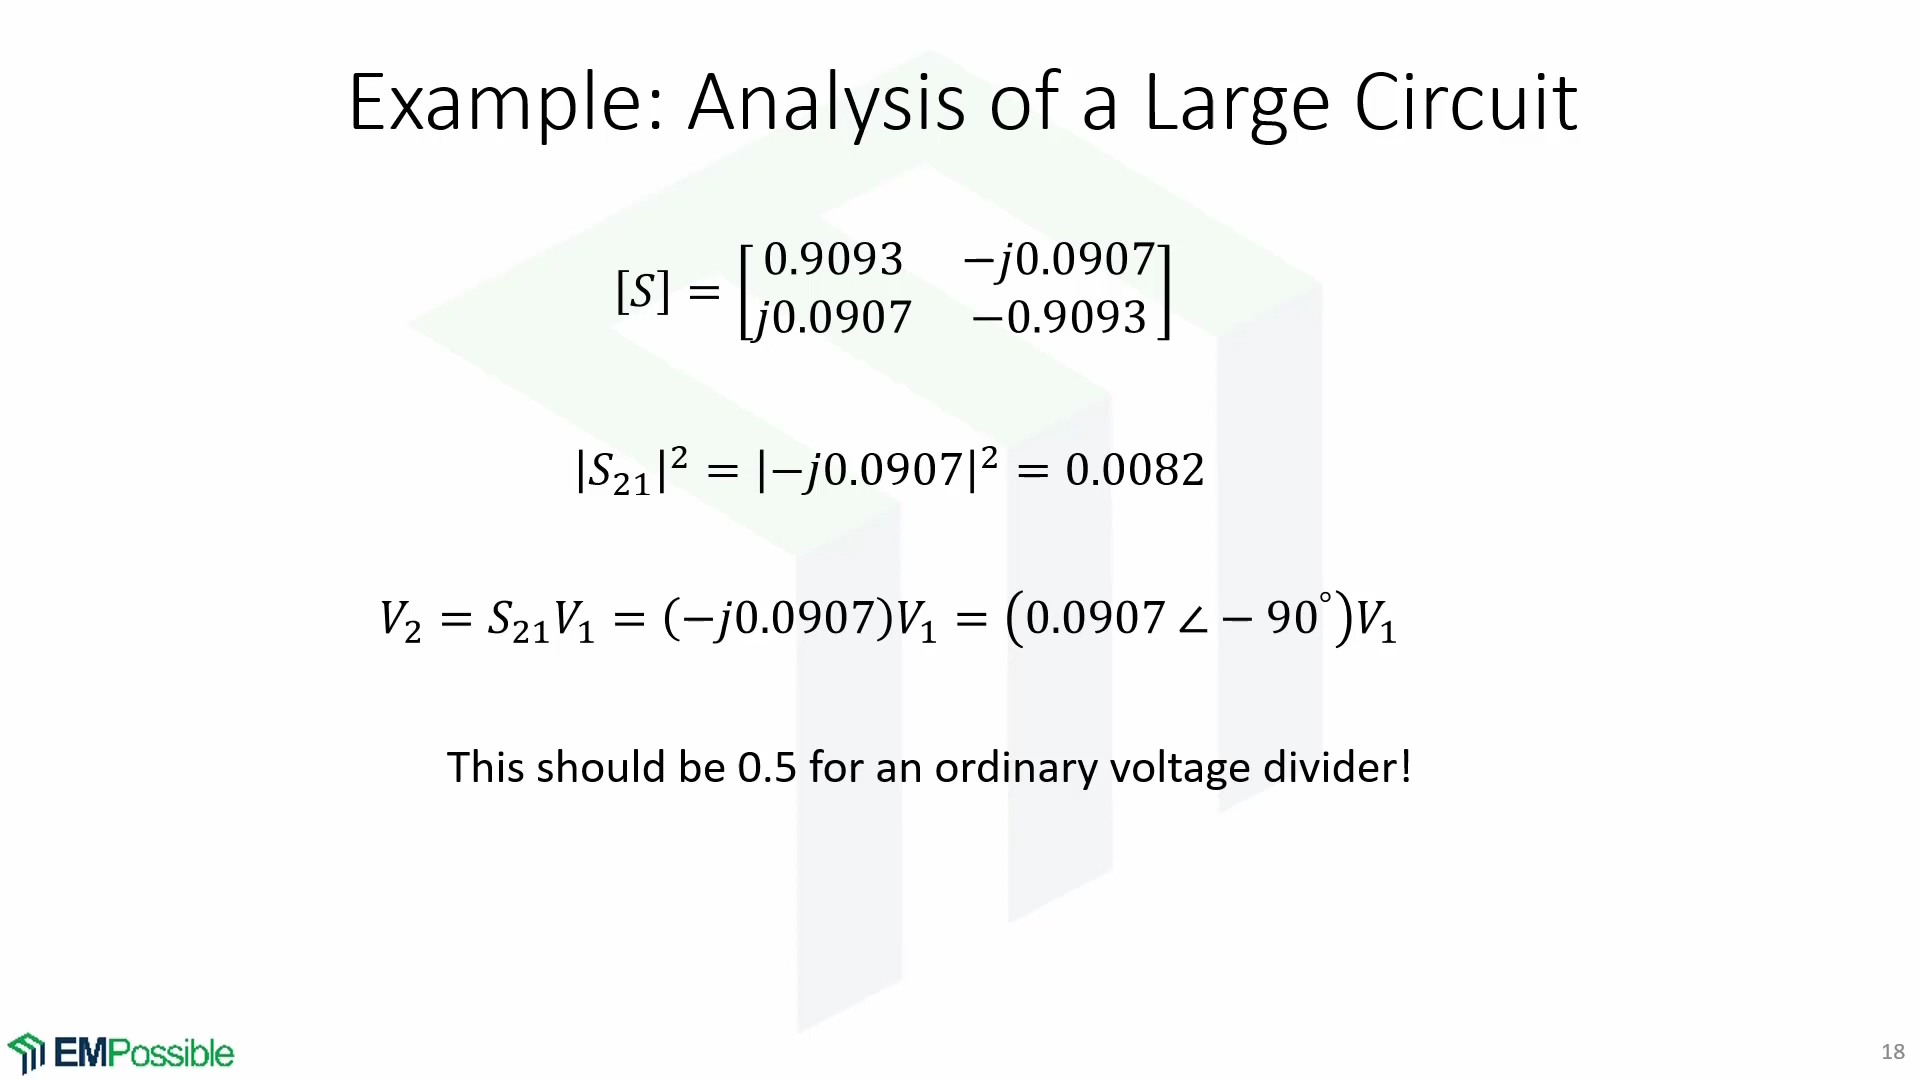 Example: Analysis of a Large Circuit
[S] = [0.9093 −j0.0907
j0.0907 −0.9093]
|S₂₁|² = |−j0.0907|² = 0.0082
V₂ = S₂₁V₁ = (−j0.0907)V₁ = (0.0907 ∠ − 90°)V₁
This should be 0.5 for an ordinary voltage divider!
EMPossible
18